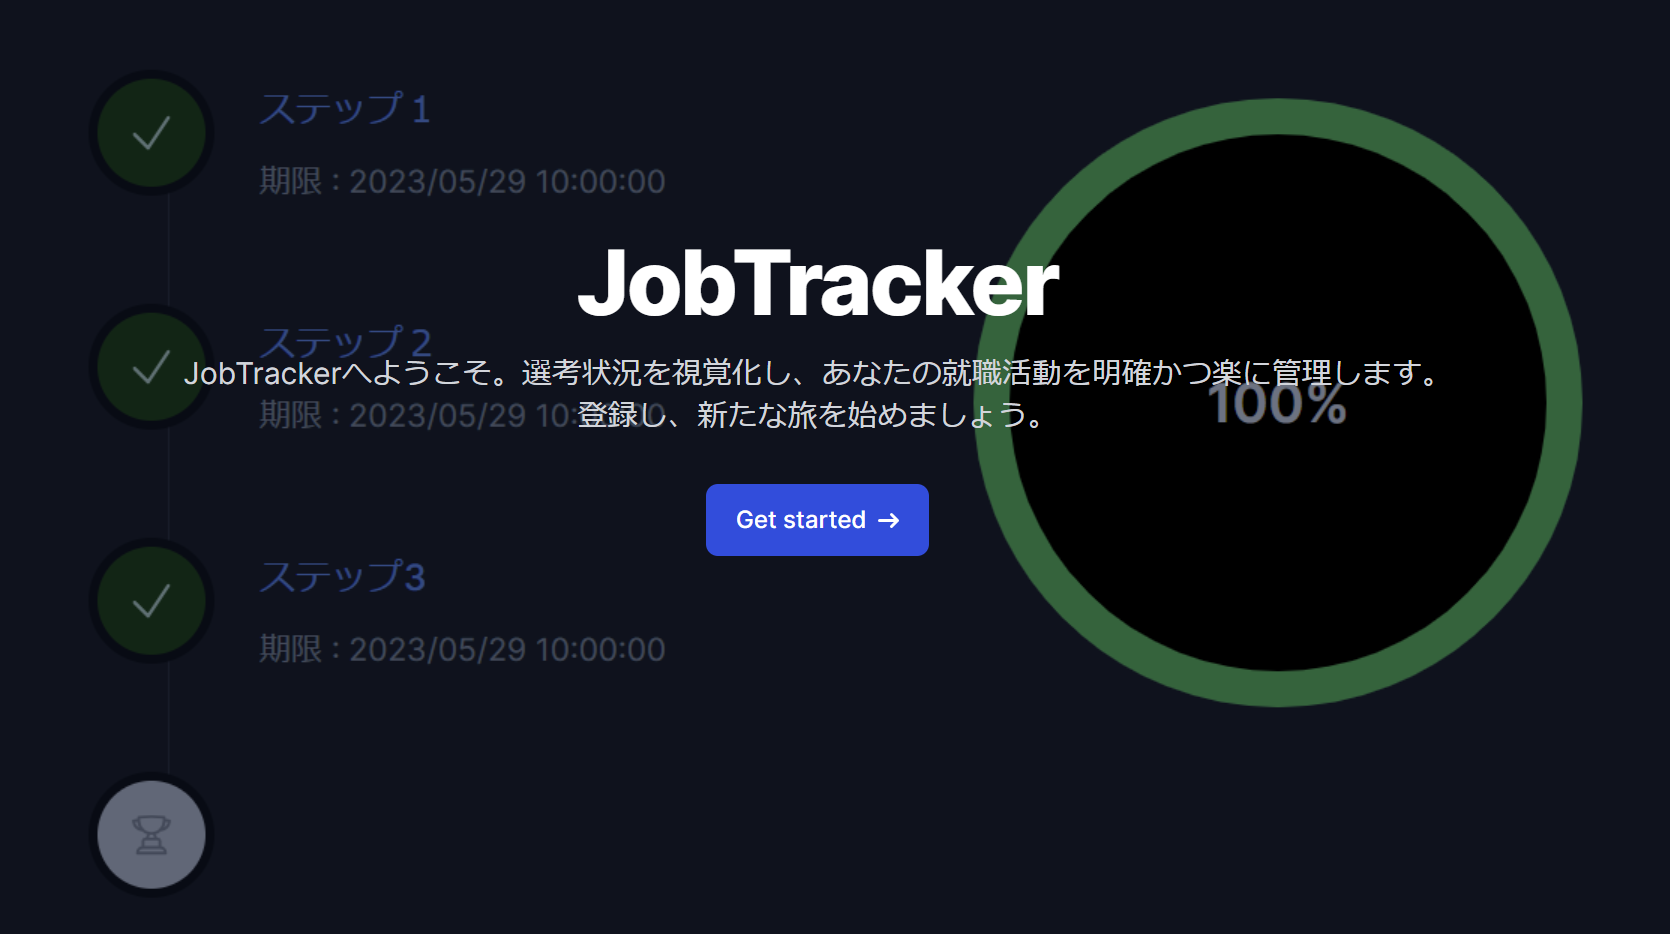 ステップ 1
期限：2023/05/29 10:00:00
JobTracker
ステップ 2
JobTrackerへようこそ。選考状況を視覚化し、あなたの就職活動を明確かつ楽に管理します。
100%
期限：2023/05/29 10:00:00
登録し、新たな旅を始めましょう。
Get started →
ステップ3
期限：2023/05/29 10:00:00